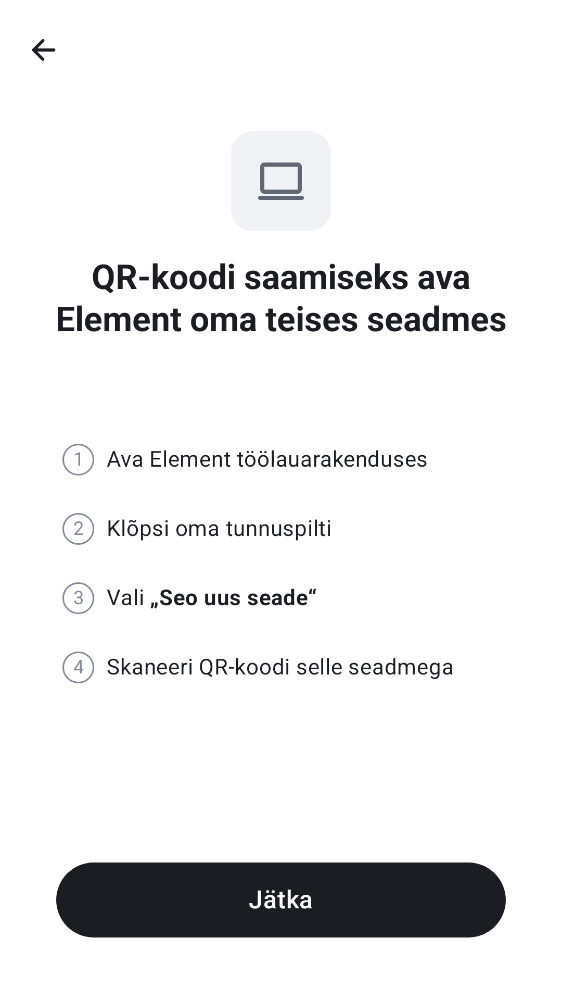 QR-koodi saamiseks ava
Element oma teises seadmes
1 Ava Element töölauarakenduses
2 Klõpsi oma tunnuspilti
3 Vali „Seo uus seade“
4 Skaneeri QR-koodi selle seadmega
Jätka